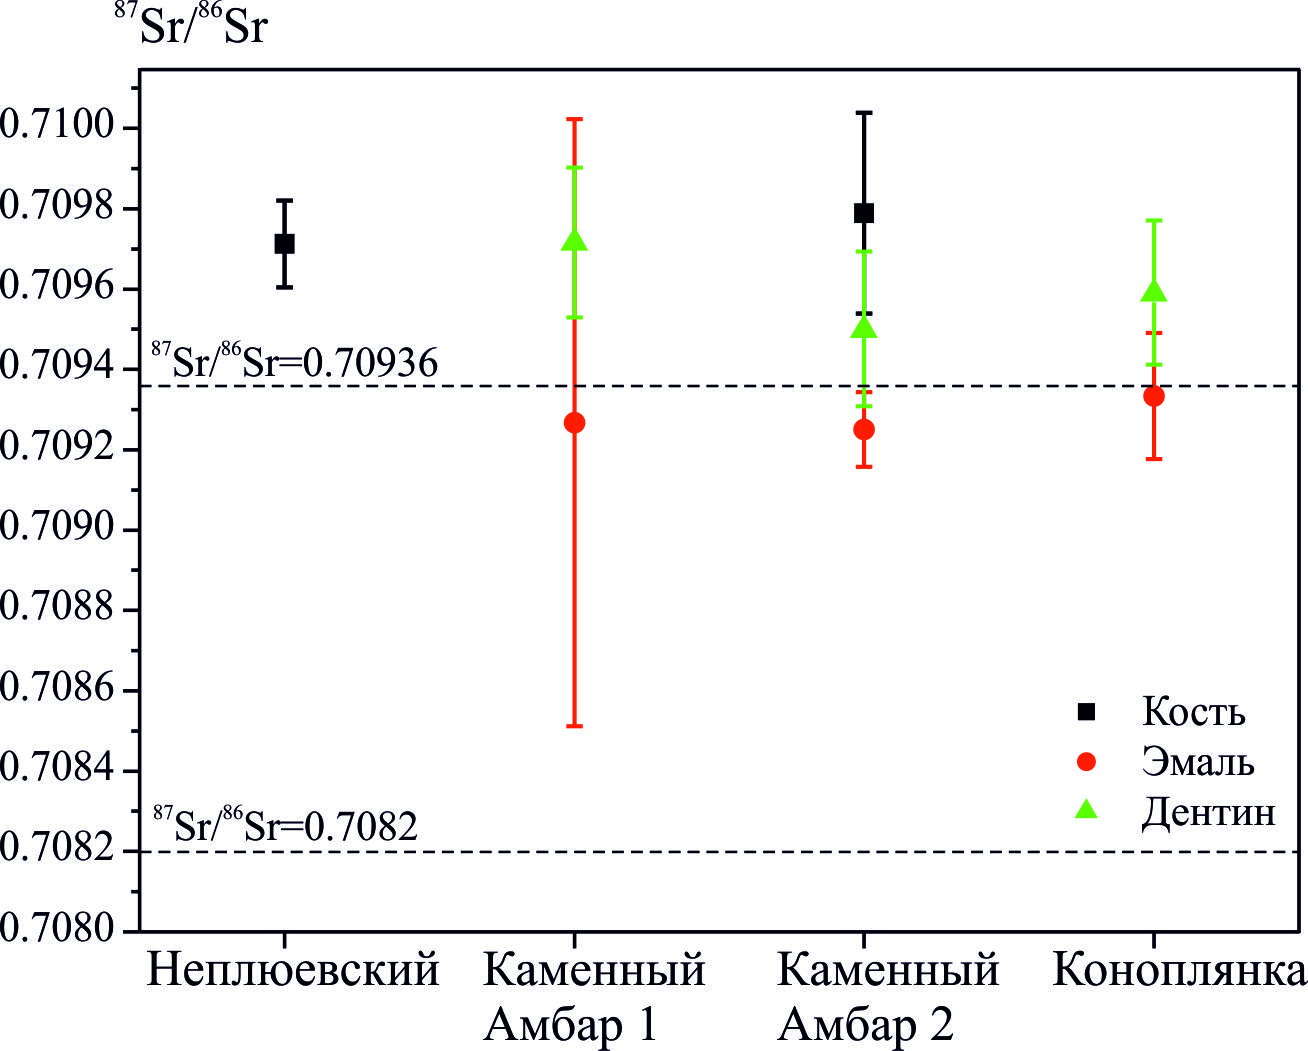 ⁸⁷Sr/⁸⁶Sr
0.7100
0.7098
0.7096
0.7094
⁸⁷Sr/⁸⁶Sr=0.70936
0.7092
0.7090
0.7088
0.7086
0.7084
⁸⁷Sr/⁸⁶Sr=0.7082
0.7082
0.7080
Кость
Эмаль
Дентин
Неплюевский
Каменный
Амбар 1
Каменный
Амбар 2
Коноплянка